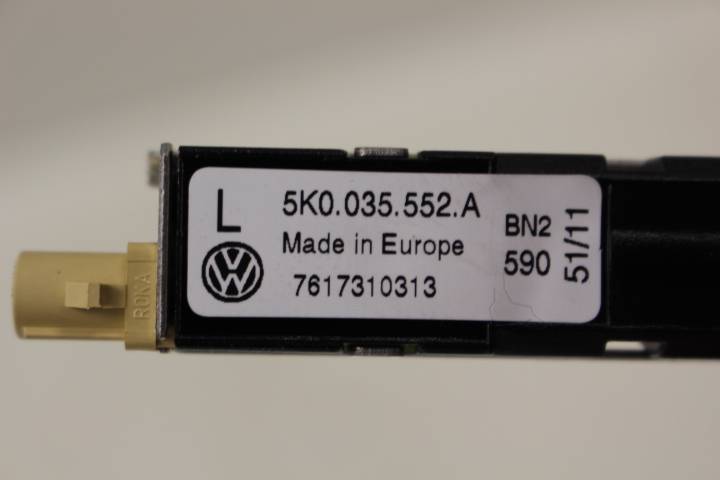 L
5K0.035.552.A
Made in Europe
VW
7617310313
BN2
590
51/11
ROKA